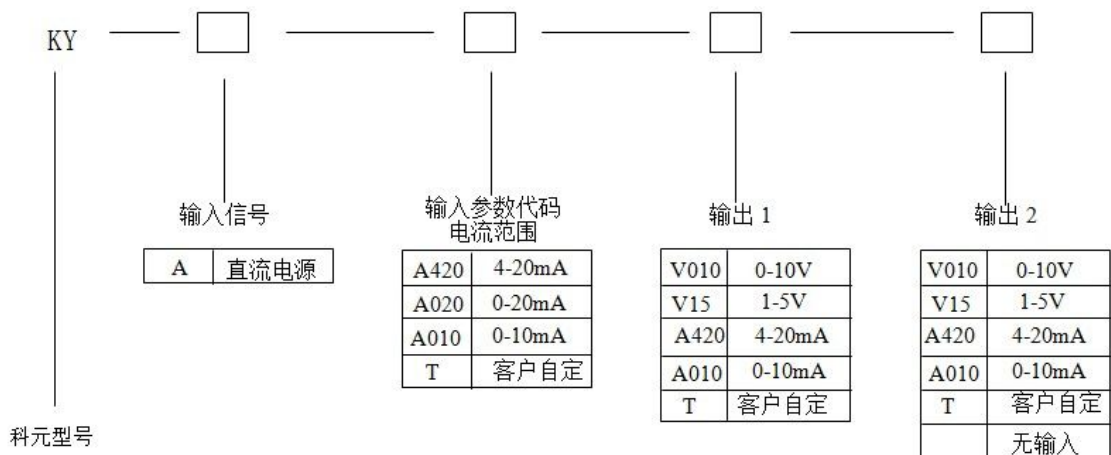 KY
输入信号
A 直流电源
输入参数代码
电流范围
A420 4-20mA
A020 0-20mA
A010 0-10mA
T 客户自定
输出 1
V010 0-10V
V15 1-5V
A420 4-20mA
A010 0-10mA
T 客户自定
输出 2
V010 0-10V
V15 1-5V
A420 4-20mA
A010 0-10mA
T 客户自定
无输入
科元型号